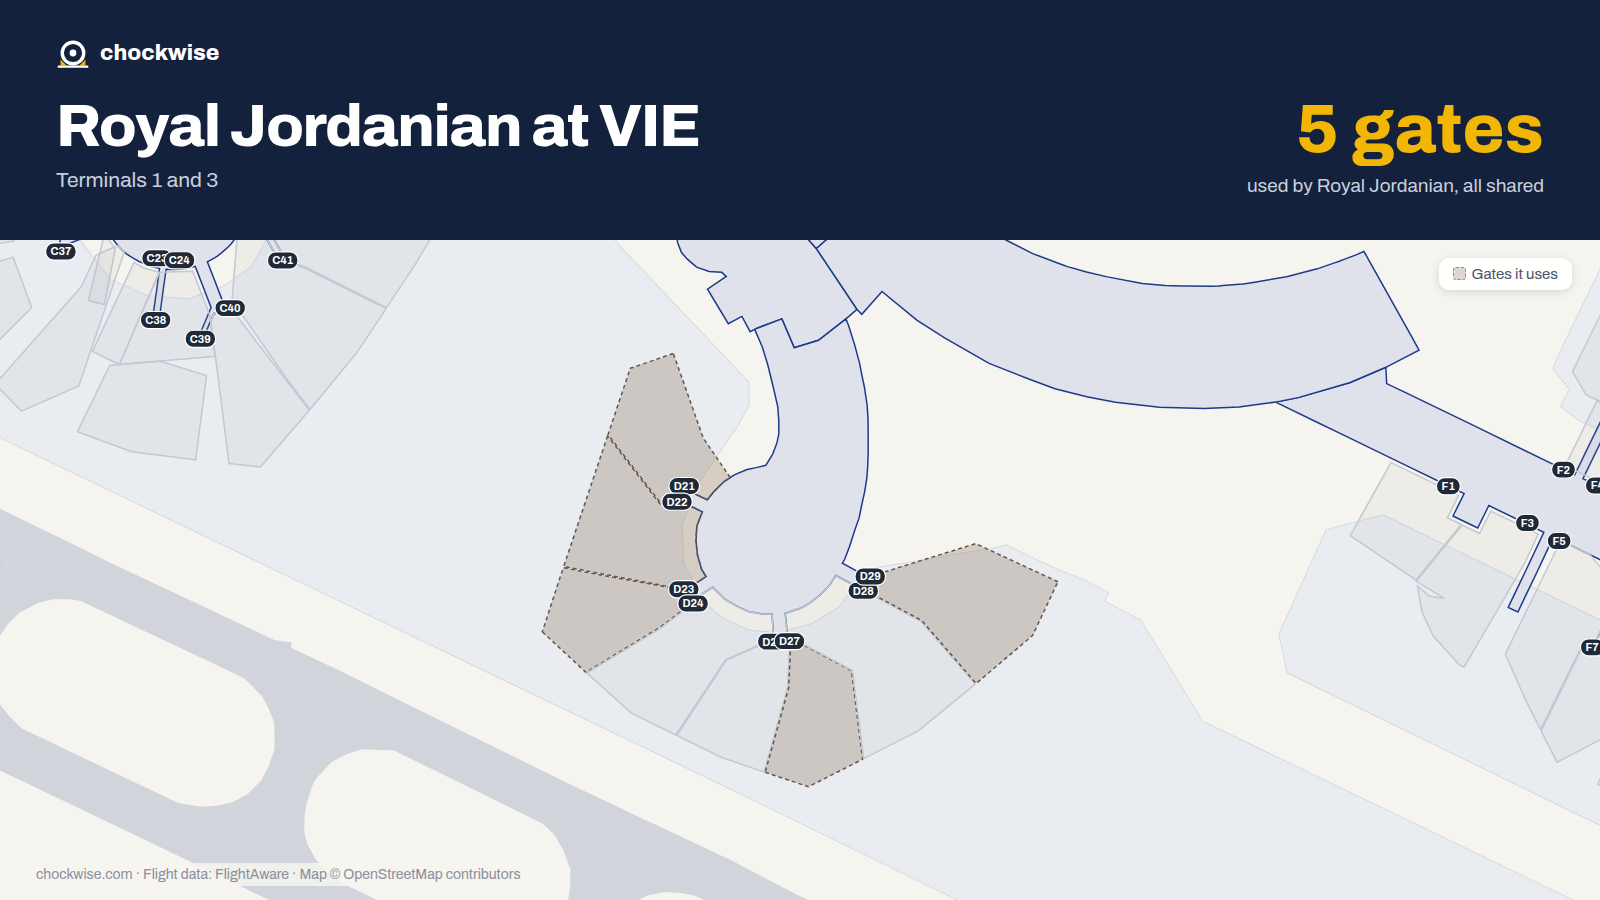 chockwise
Royal Jordanian at VIE
Terminals 1 and 3
5 gates
used by Royal Jordanian, all shared
Gates it uses
C37
C24
C41
C40
C38
C39
D21
D22
D23
D24
D29
D28
D27
F1
F2
F3
F5
F7
chockwise.com · Flight data: FlightAware · Map © OpenStreetMap contributors